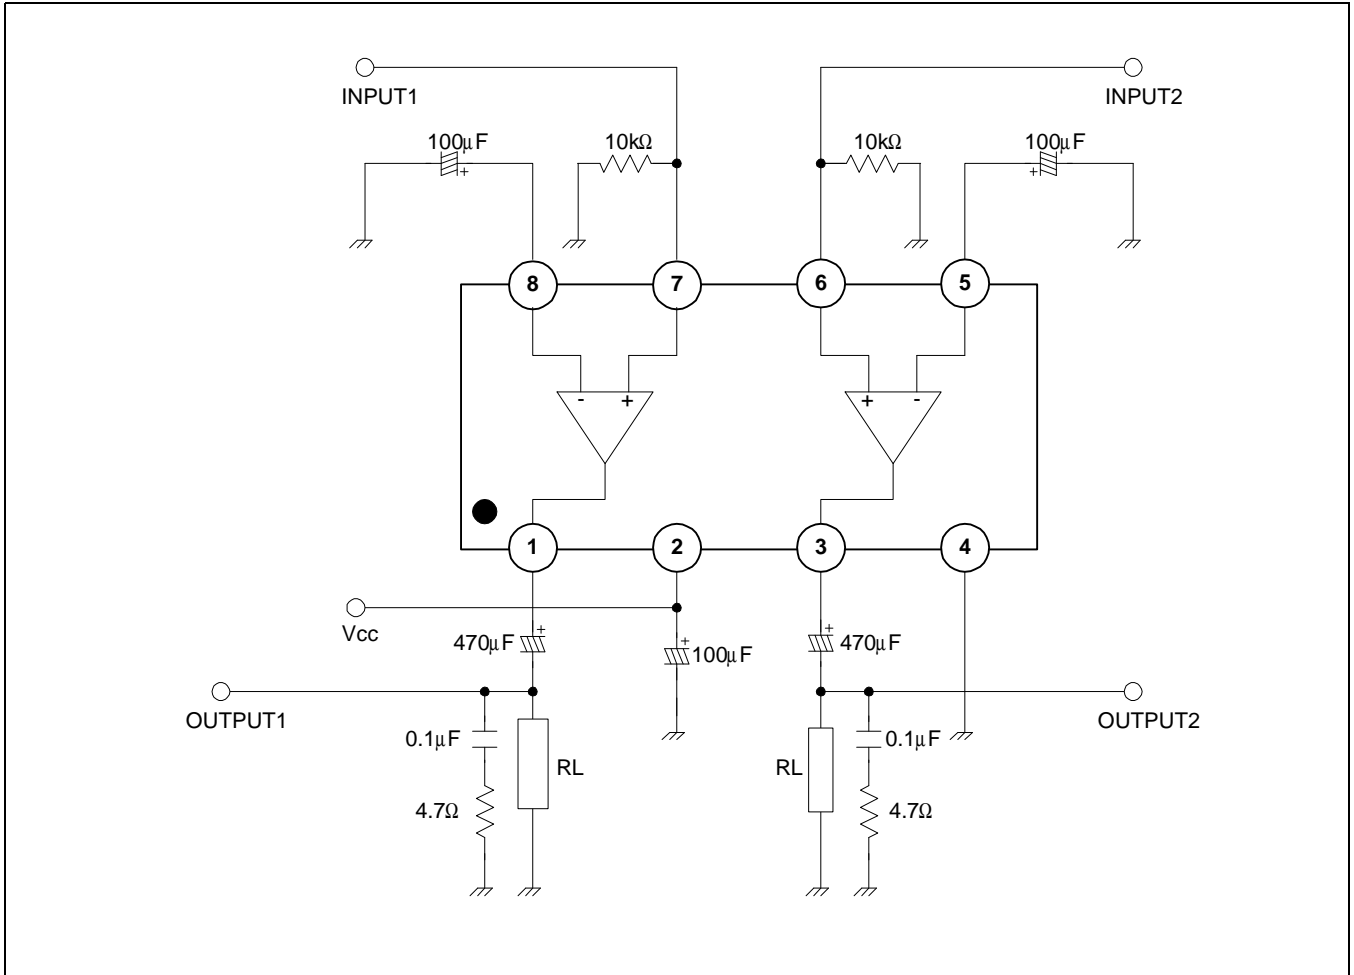 INPUT1
INPUT2
100µF
10kΩ
10kΩ
100µF
+
+
8
7
6
5
- +
+ -
1
2
3
4
Vcc
470µF
+
+
100µF
+
470µF
OUTPUT1
OUTPUT2
0.1µF
RL
RL
0.1µF
4.7Ω
4.7Ω